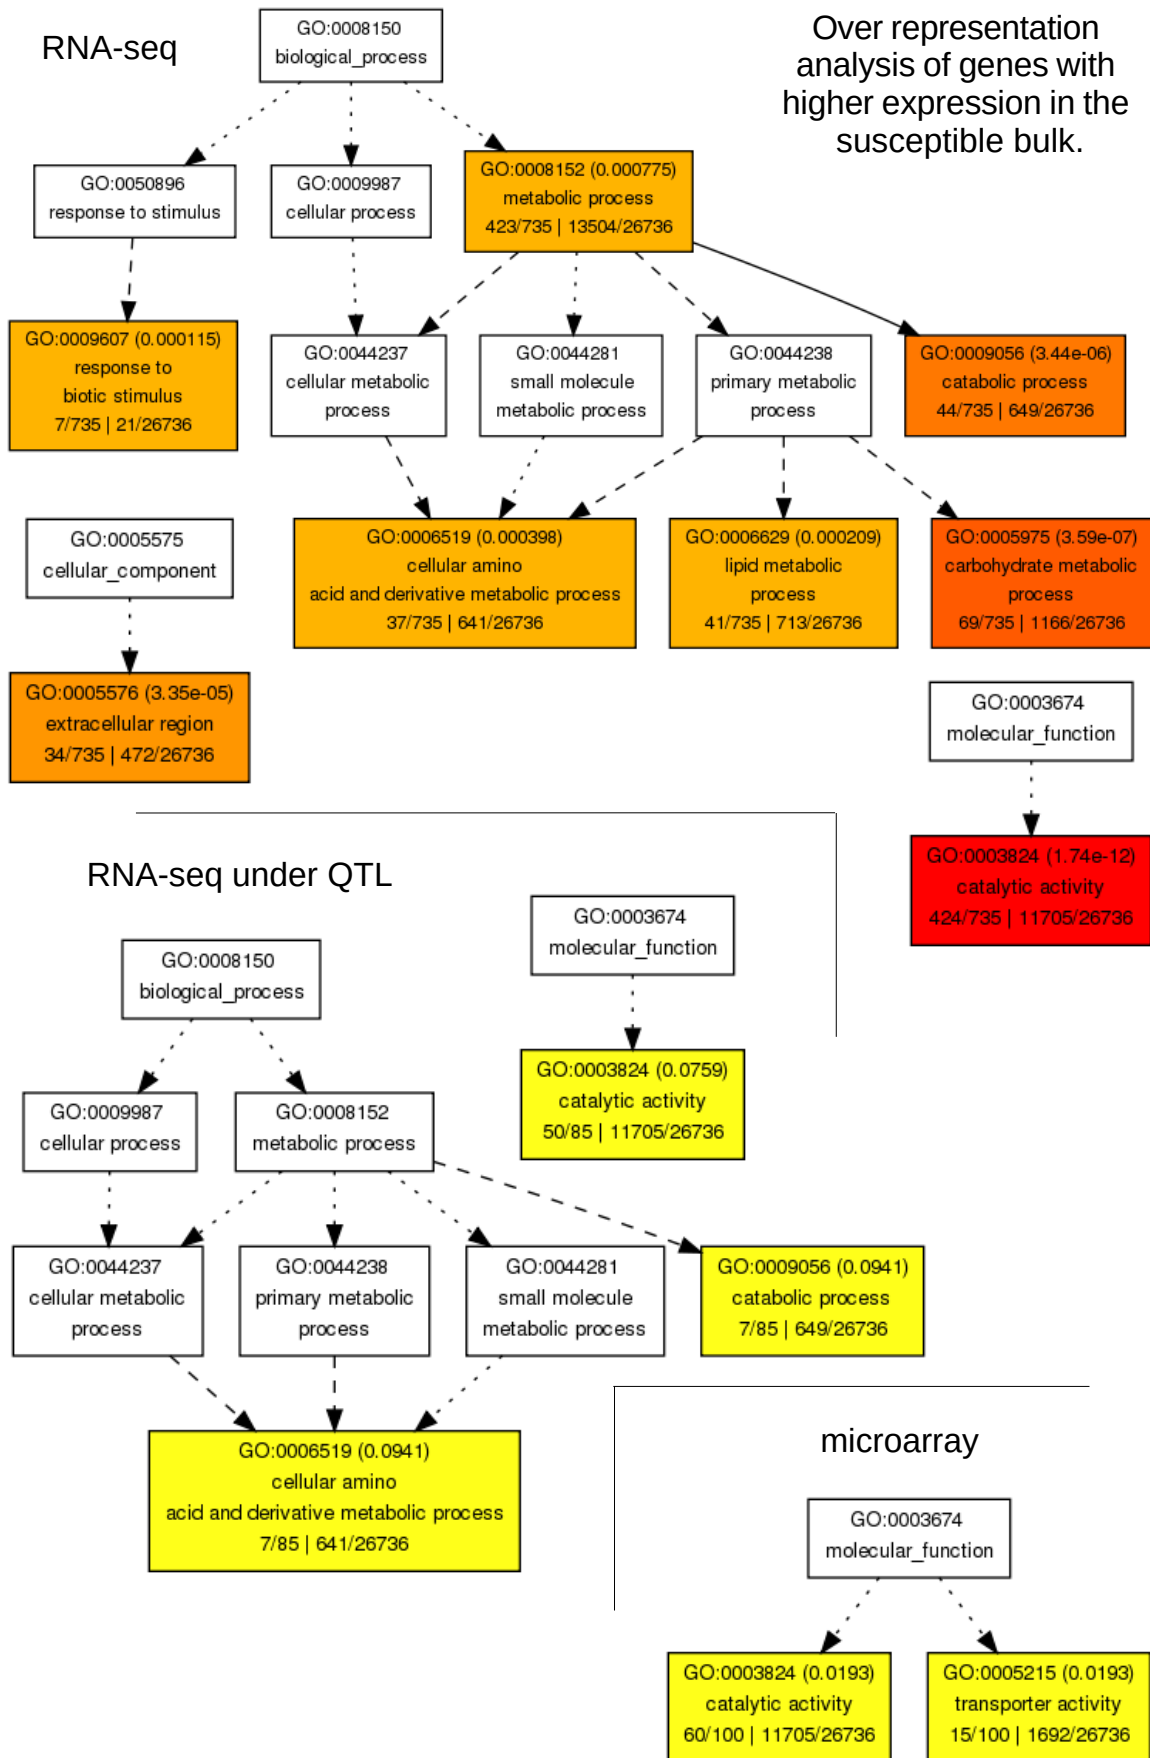 RNA-seq
Over representation
analysis of genes with
higher expression in the
susceptible bulk.
GO:0008150
biological_process
GO:0050896
response to stimulus
GO:0009987
cellular process
GO:0008152 (0.000775)
metabolic process
423/735 | 13504/26736
GO:0009607 (0.000115)
response to
biotic stimulus
7/735 | 21/26736
GO:0044237
cellular metabolic
process
GO:0044281
small molecule
metabolic process
GO:0044238
primary metabolic
process
GO:0009056 (3.44e-06)
catabolic process
44/735 | 649/26736
GO:0005575
cellular_component
GO:0006519 (0.000398)
cellular amino
acid and derivative metabolic process
37/735 | 641/26736
GO:0006629 (0.000209)
lipid metabolic
process
41/735 | 713/26736
GO:0005975 (3.59e-07)
carbohydrate metabolic
process
69/735 | 1166/26736
GO:0005576 (3.35e-05)
extracellular region
34/735 | 472/26736
GO:0003674
molecular_function
GO:0003824 (1.74e-12)
catalytic activity
424/735 | 11705/26736
RNA-seq under QTL
GO:0003674
molecular_function
GO:0008150
biological_process
GO:0003824 (0.0759)
catalytic activity
50/85 | 11705/26736
GO:0009987
cellular process
GO:0008152
metabolic process
GO:0044237
cellular metabolic
process
GO:0044238
primary metabolic
process
GO:0044281
small molecule
metabolic process
GO:0009056 (0.0941)
catabolic process
7/85 | 649/26736
GO:0006519 (0.0941)
cellular amino
acid and derivative metabolic process
7/85 | 641/26736
microarray
GO:0003674
molecular_function
GO:0003824 (0.0193)
catalytic activity
60/100 | 11705/26736
GO:0005215 (0.0193)
transporter activity
15/100 | 1692/26736